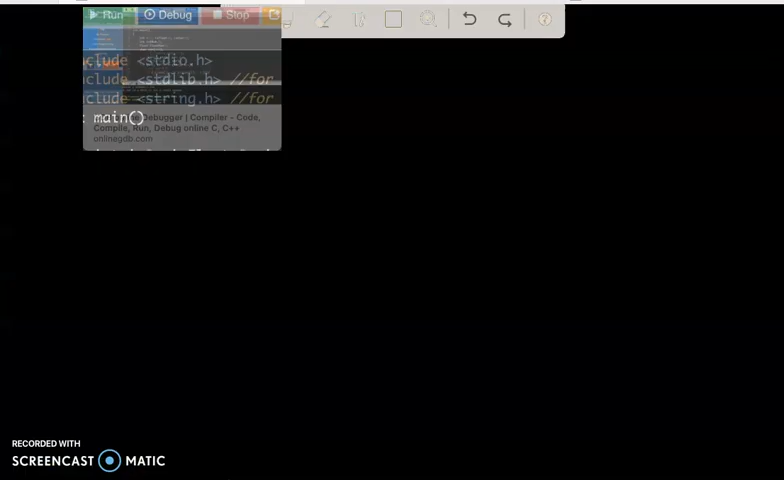 Run Debug Stop
clude <stdio.h>
clude <stdlib.h> //for
clude <string.h> //for
main()
Debugger | Compiler - Code,
Compile, Run, Debug online C, C++
onlinegdb.com
RECORDED WITH
SCREENCAST MATIC